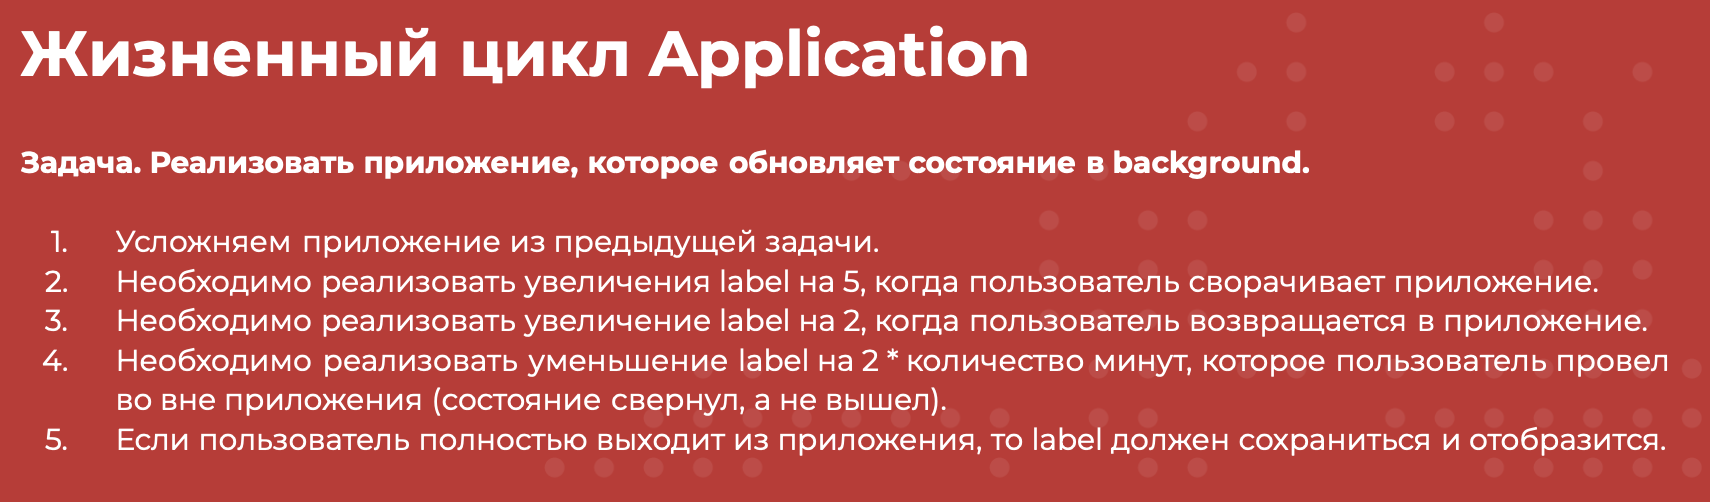 Жизненный цикл Application
Задача. Реализовать приложение, которое обновляет состояние в background.
1. Усложняем приложение из предыдущей задачи.
2. Необходимо реализовать увеличения label на 5, когда пользователь сворачивает приложение.
3. Необходимо реализовать увеличение label на 2, когда пользователь возвращается в приложение.
4. Необходимо реализовать уменьшение label на 2 * количество минут, которое пользователь провел
во вне приложения (состояние свернул, а не вышел).
5. Если пользователь полностью выходит из приложения, то label должен сохраниться и отобразится.